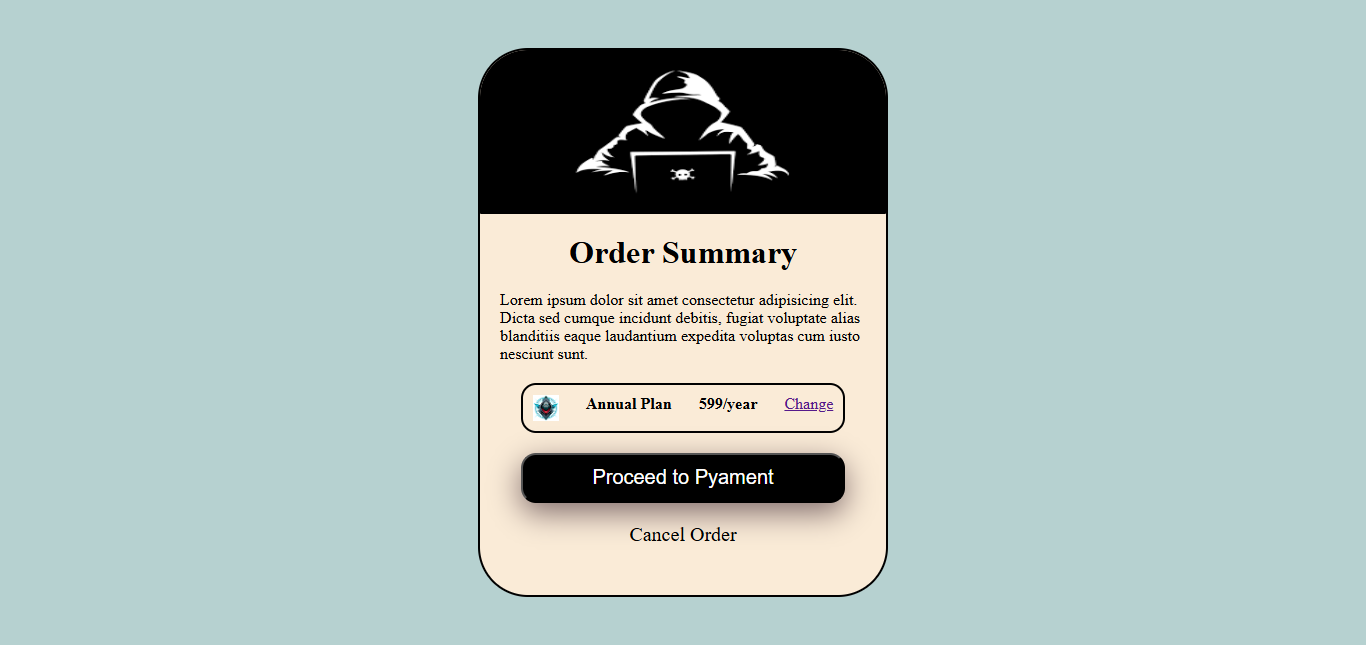 Order Summary
Lorem ipsum dolor sit amet consectetur adipisicing elit.
Dicta sed cumque incidunt debitis, fugiat voluptate alias
blanditiis eaque laudantium expedita voluptas cum iusto
nesciunt sunt.
Annual Plan 599/year Change
Proceed to Pyament
Cancel Order